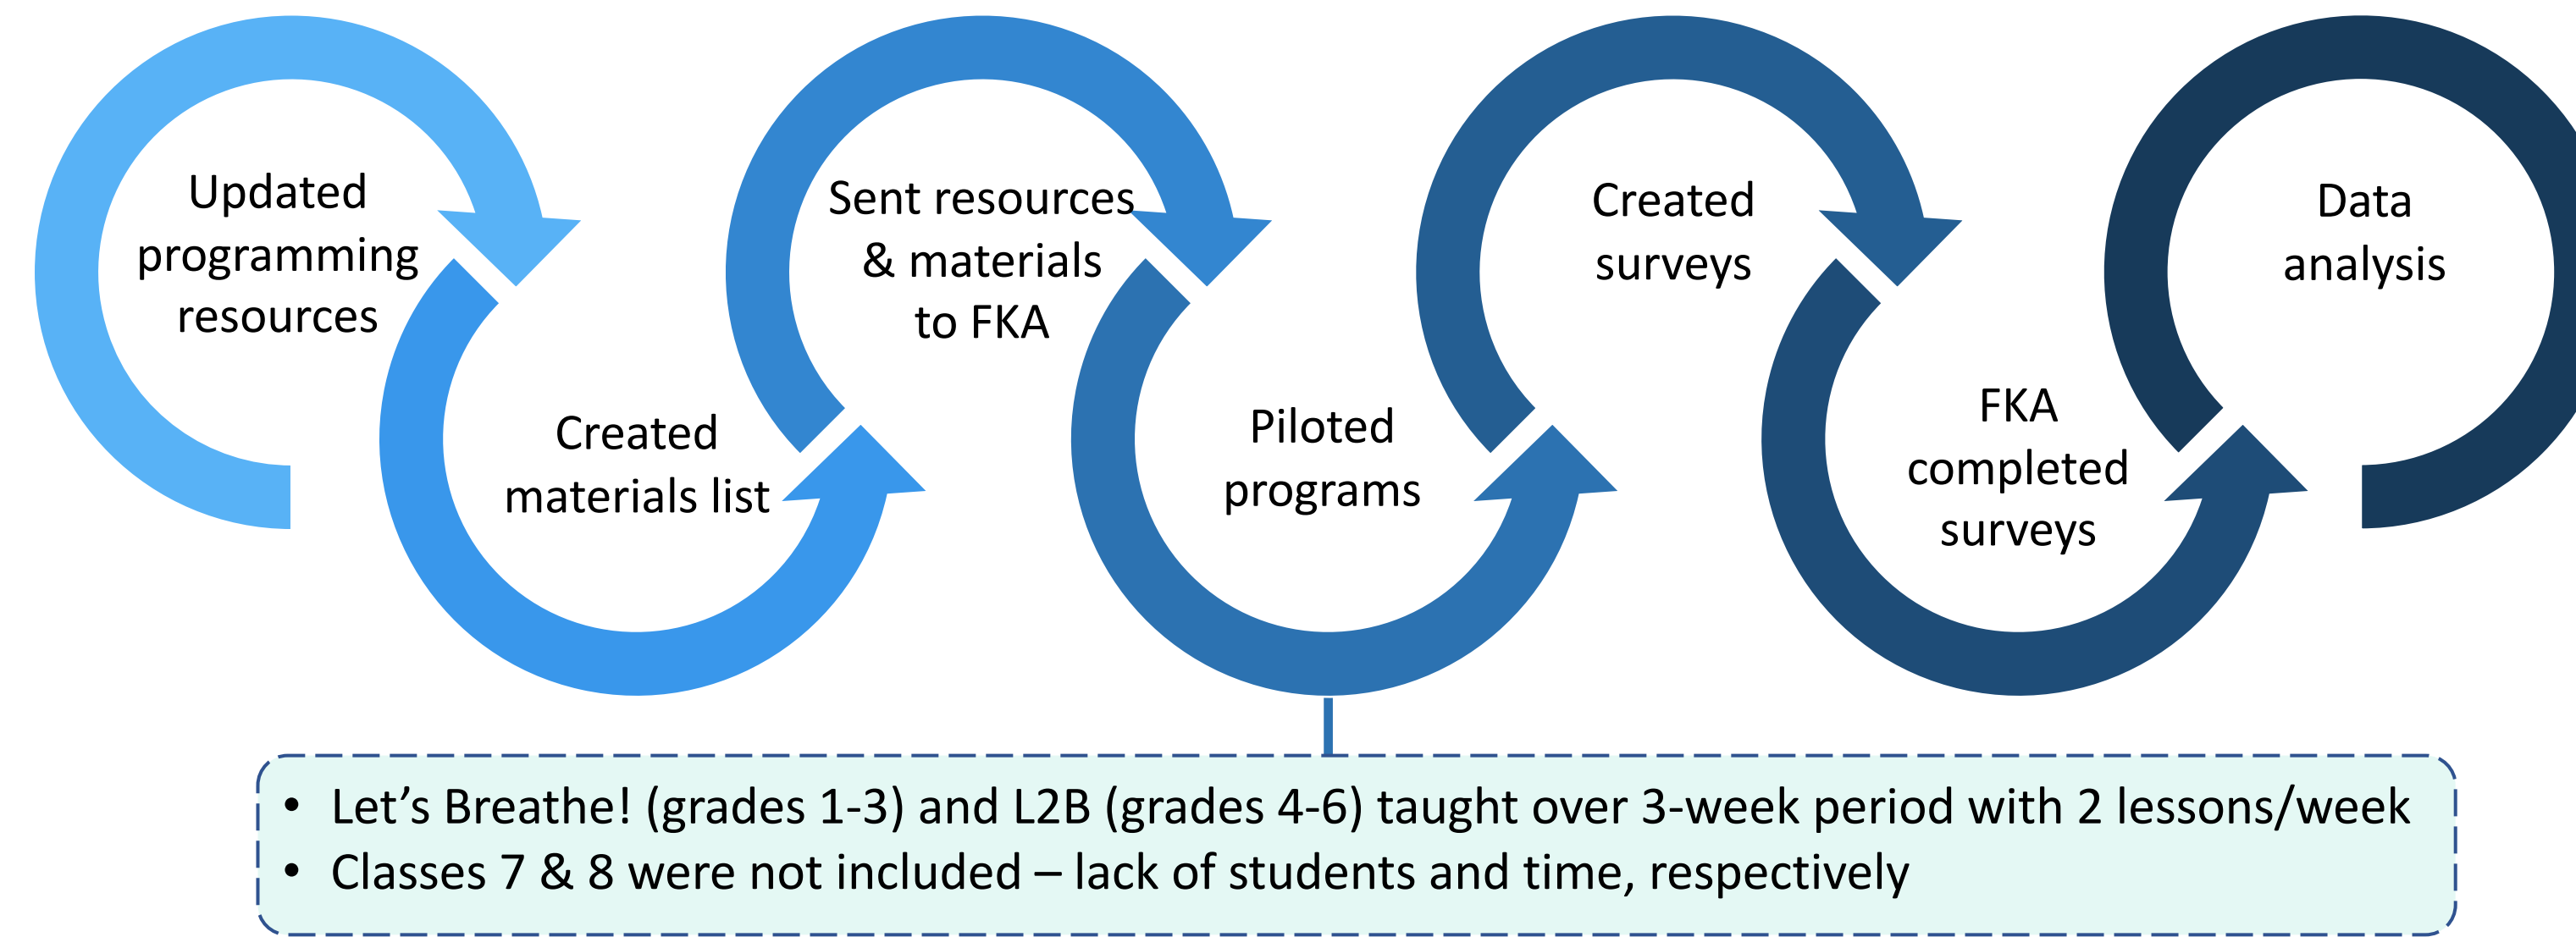 Updated
programming
resources
Created
materials list
Sent resources
& materials
to FKA
Piloted
programs
Created
surveys
FKA
completed
surveys
Data
analysis
• Let’s Breathe! (grades 1-3) and L2B (grades 4-6) taught over 3-week period with 2 lessons/week
• Classes 7 & 8 were not included – lack of students and time, respectively